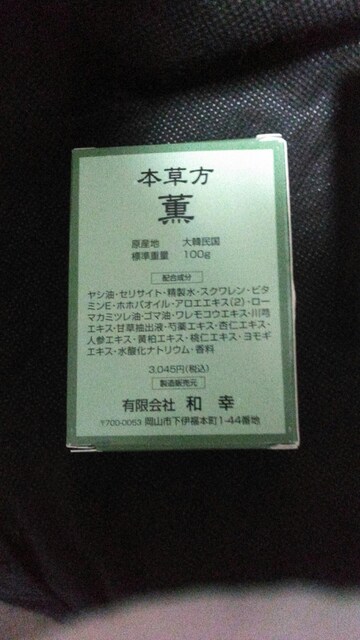 本草方
薫
原産地 大韓民国
標準重量 100g
配合成分
ヤシ油・セリサイト・精製水・スクワレン・ビタ
ミンE・ホホバオイル・アロエエキス(2)・ロー
マカミツレ油・ゴマ油・ワレモコウエキス・川芎
エキス・甘草抽出液・芍薬エキス・杏仁エキス・
人参エキス・黄柏エキス・桃仁エキス・ヨモギ
エキス・水酸化ナトリウム・香料
3,045円(税込)
製造販売元
有限会社 和 幸
〒700-0053 岡山市下伊福本町1-44番地